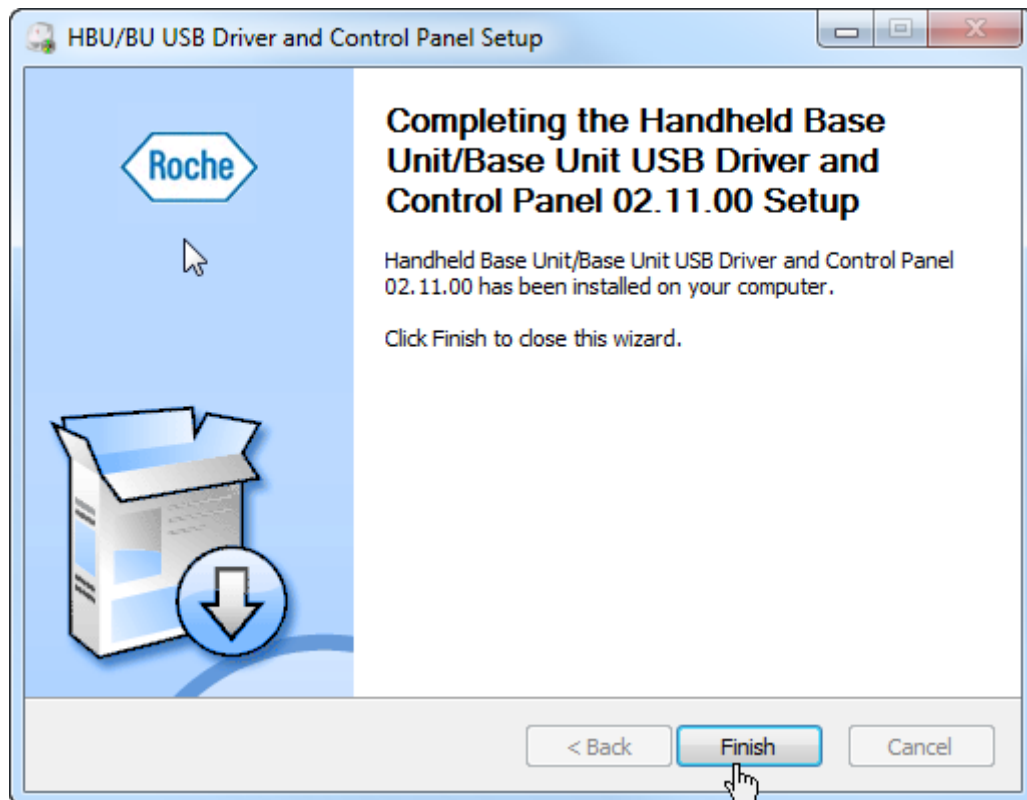 HBU/BU USB Driver and Control Panel Setup
Roche
Completing the Handheld Base
Unit/Base Unit USB Driver and
Control Panel 02.11.00 Setup
Handheld Base Unit/Base Unit USB Driver and Control Panel
02.11.00 has been installed on your computer.
Click Finish to close this wizard.
< Back
Finish
Cancel